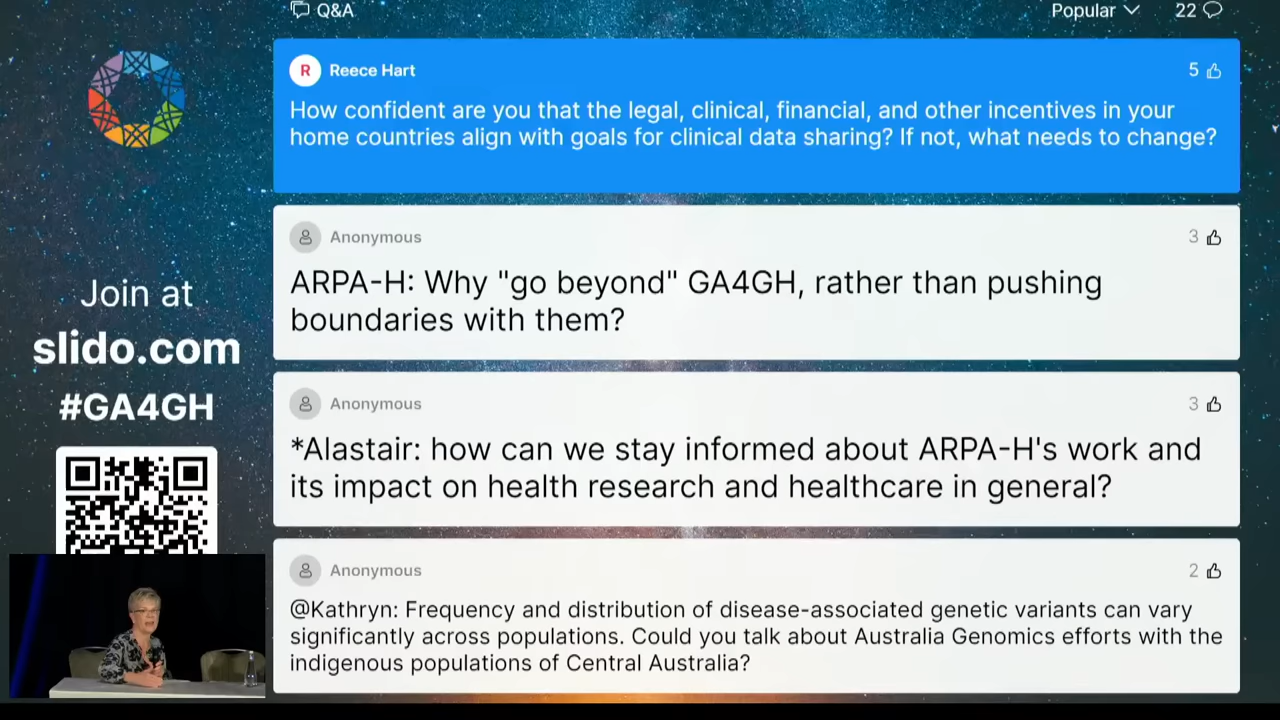 Q&A
Popular
22
R
Reece Hart
5
How confident are you that the legal, clinical, financial, and other incentives in your
home countries align with goals for clinical data sharing? If not, what needs to change?
Anonymous
3
ARPA-H: Why "go beyond" GA4GH, rather than pushing
boundaries with them?
Anonymous
3
*Alastair: how can we stay informed about ARPA-H's work and
its impact on health research and healthcare in general?
Anonymous
2
@Kathryn: Frequency and distribution of disease-associated genetic variants can vary
significantly across populations. Could you talk about Australia Genomics efforts with the
indigenous populations of Central Australia?
Join at
slido.com
#GA4GH